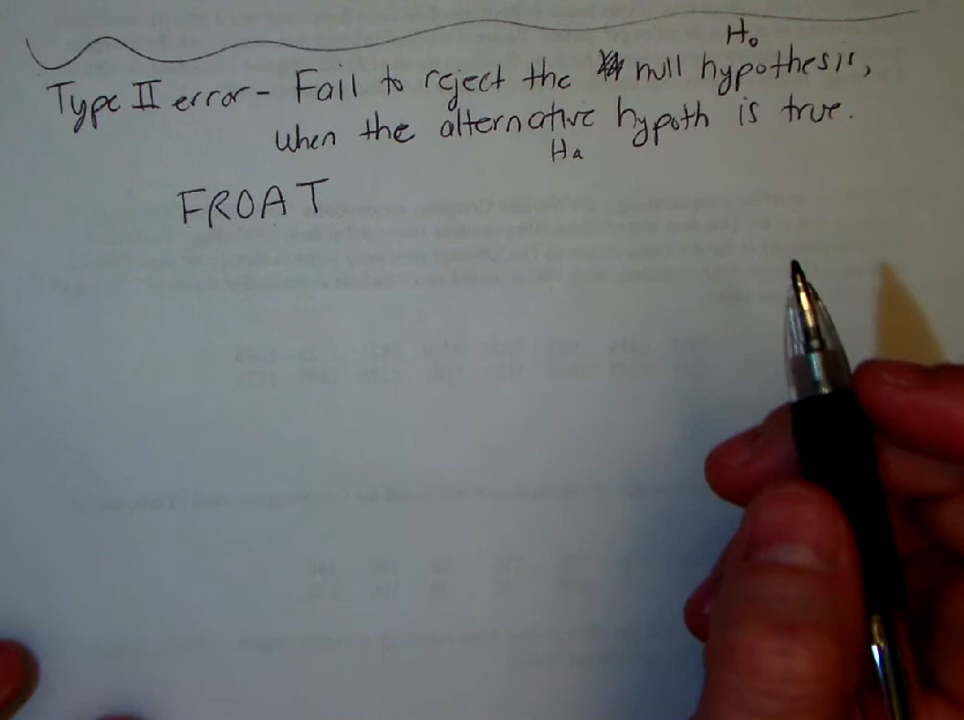 H₀
Type II error - Fail to reject the null hypothesis,
when the alternative hypoth is true.
Ha
FROAT